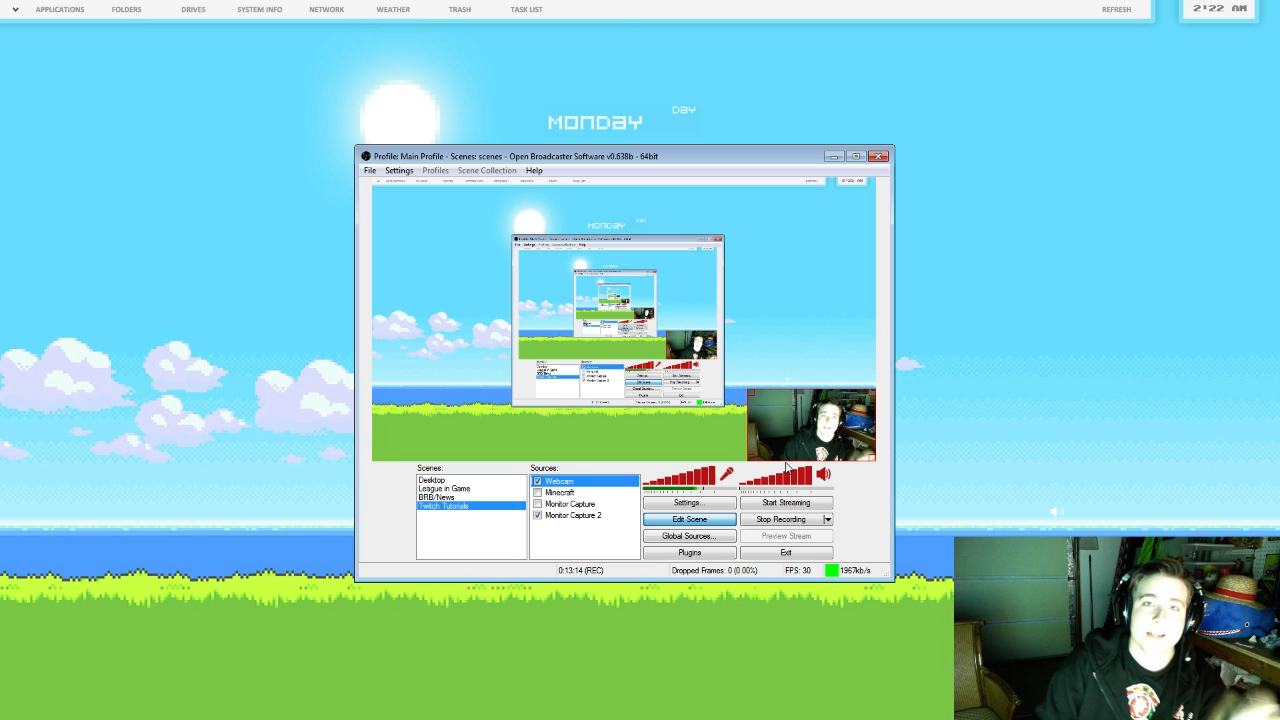 APPLICATIONS FOLDERS DRIVES SYSTEM INFO NETWORK WEATHER TRASH TASK LIST REFRESH 2:22 AM
DAY
MONDAY
Profile: Main Profile - Scenes: scenes - Open Broadcaster Software v0.638b - 64bit
File Settings Profiles Scene Collection Help
MONDAY
Scenes: Sources:
Desktop
League in Game
BRB/News
Twitch Tutorials
Webcam
Minecraft
Monitor Capture
Monitor Capture 2
Settings... Start Streaming
Edit Scene Stop Recording
Global Sources... Preview Stream
Plugins Exit
0:13:14 (REC) Dropped Frames: 0 (0.00%) FPS: 30 1967kb/s